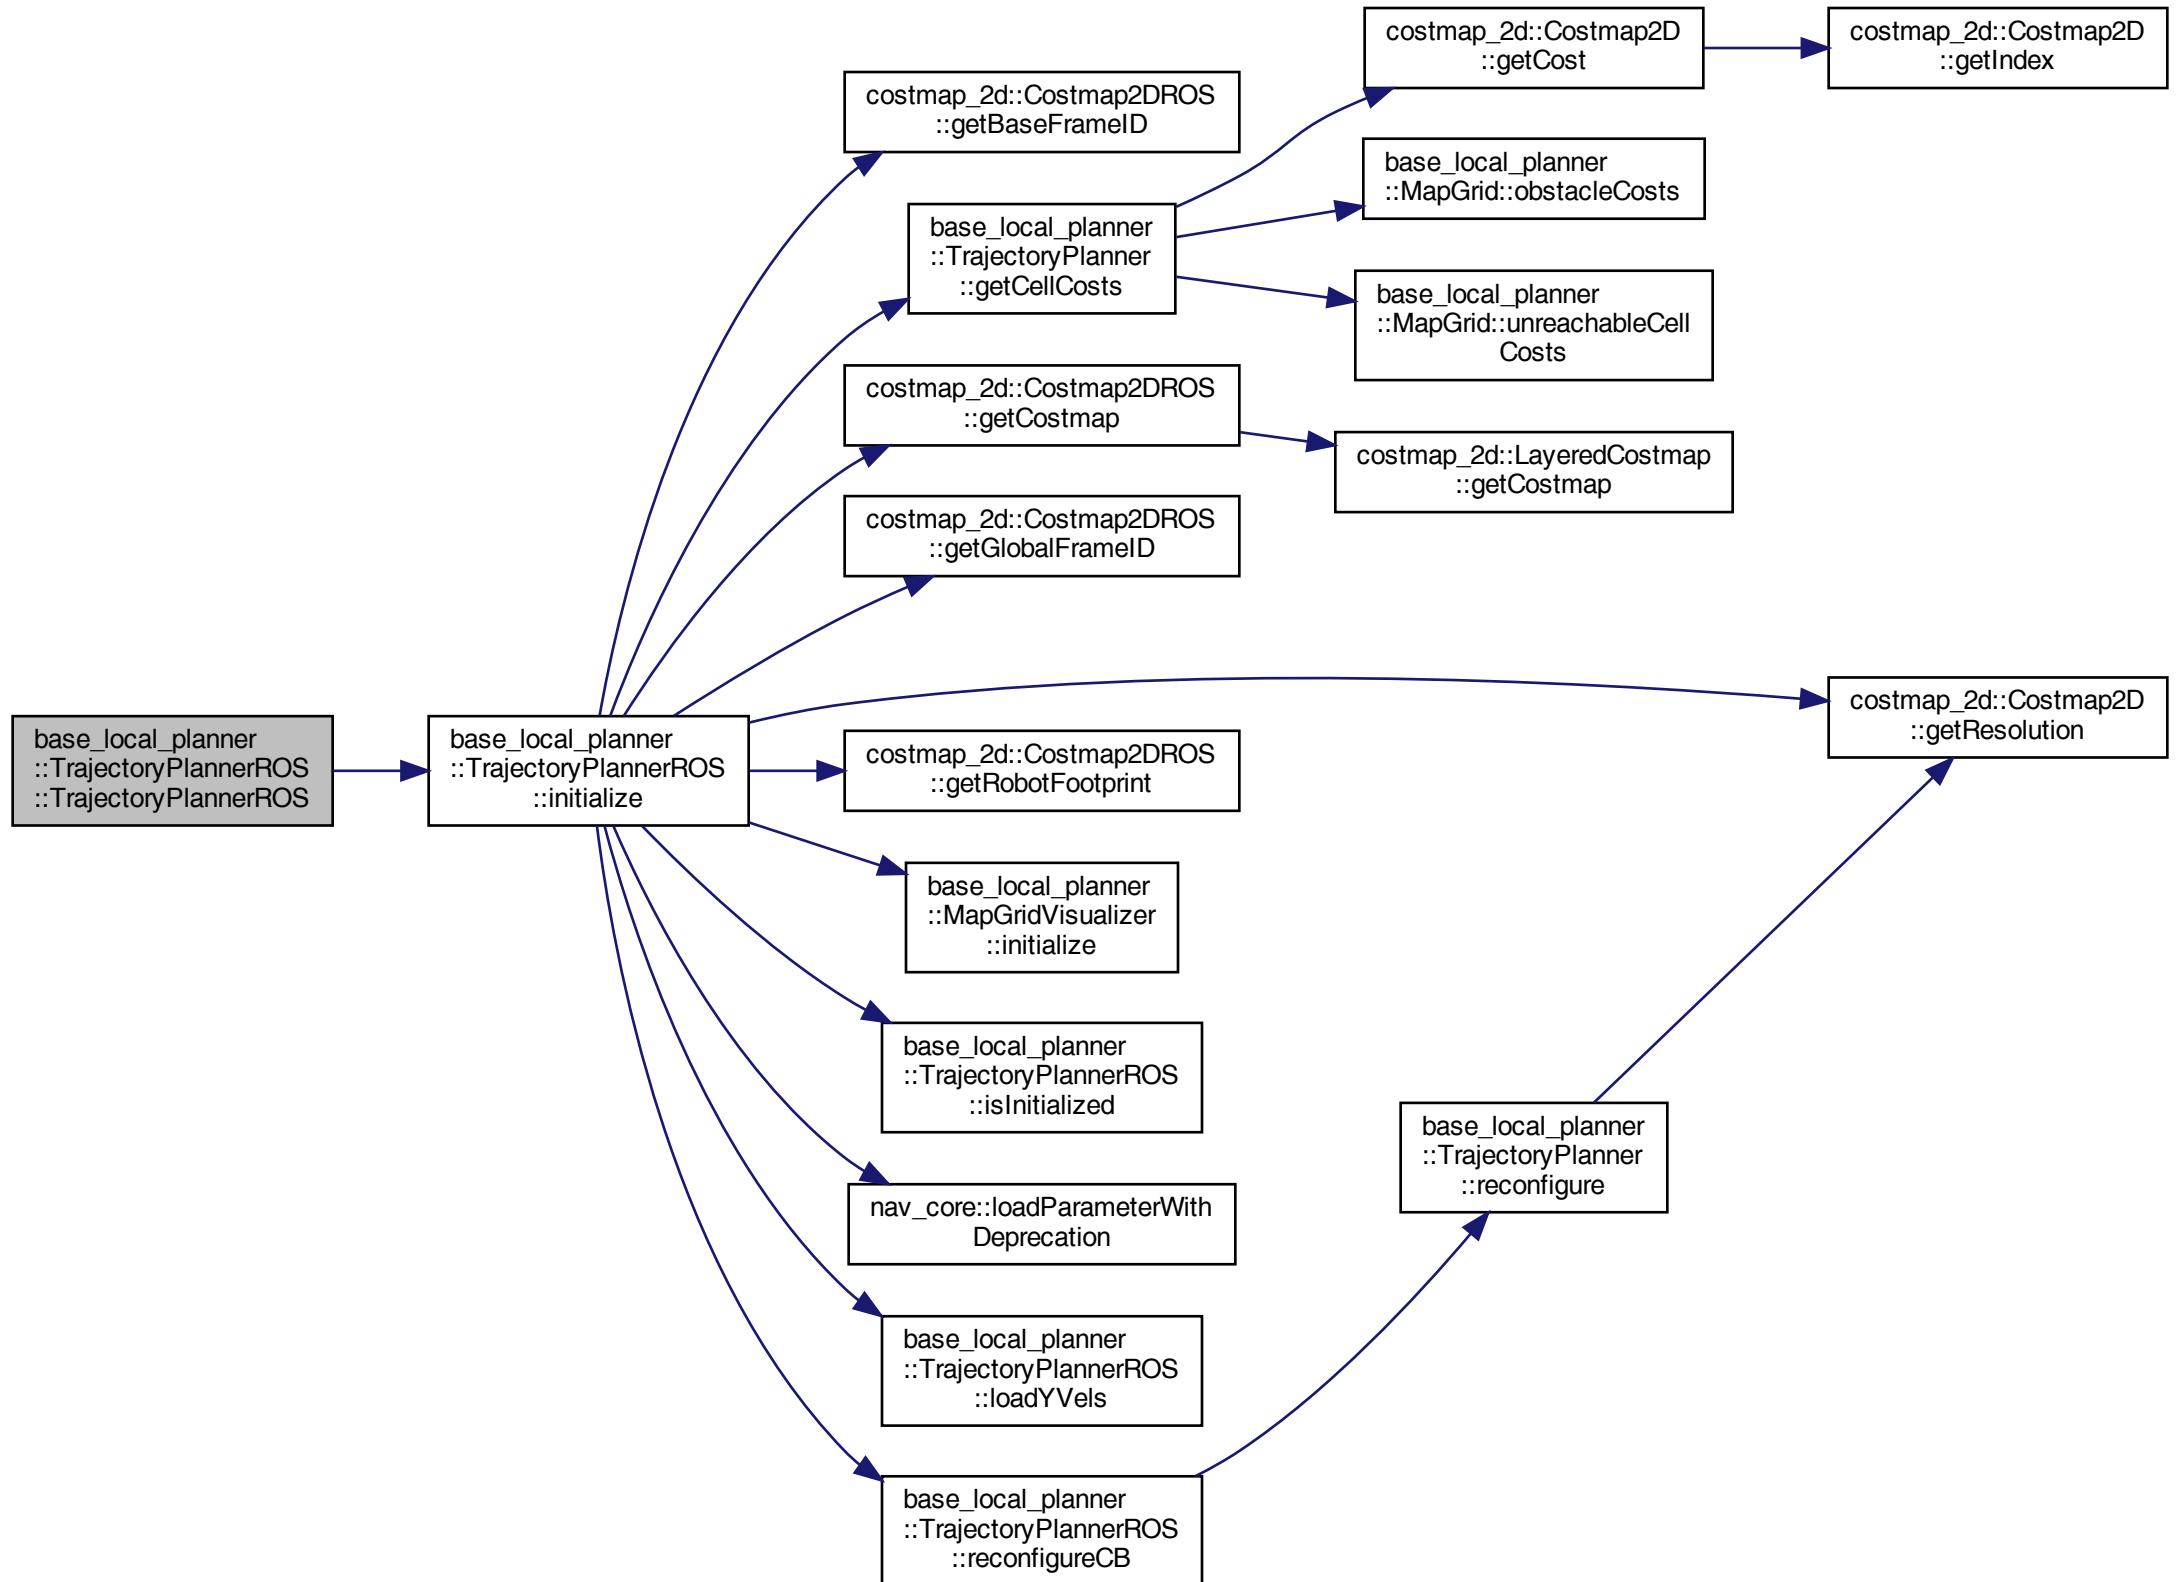 base_local_planner
::TrajectoryPlannerROS
::TrajectoryPlannerROS
base_local_planner
::TrajectoryPlannerROS
::initialize
costmap_2d::Costmap2DROS
::getBaseFrameID
base_local_planner
::TrajectoryPlanner
::getCellCosts
costmap_2d::Costmap2D
::getCost
costmap_2d::Costmap2D
::getIndex
base_local_planner
::MapGrid::obstacleCosts
base_local_planner
::MapGrid::unreachableCell
Costs
costmap_2d::Costmap2DROS
::getCostmap
costmap_2d::LayeredCostmap
::getCostmap
costmap_2d::Costmap2DROS
::getGlobalFrameID
costmap_2d::Costmap2D
::getResolution
costmap_2d::Costmap2DROS
::getRobotFootprint
base_local_planner
::MapGridVisualizer
::initialize
base_local_planner
::TrajectoryPlannerROS
::isInitialized
nav_core::loadParameterWith
Deprecation
base_local_planner
::TrajectoryPlannerROS
::loadYVels
base_local_planner
::TrajectoryPlannerROS
::reconfigureCB
base_local_planner
::TrajectoryPlanner
::reconfigure